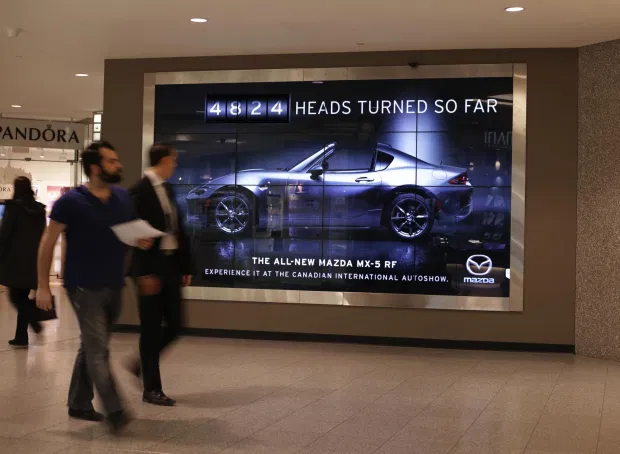 4824 HEADS TURNED SO FAR
PANDORA
THE ALL-NEW MAZDA MX-5 RF
EXPERIENCE IT AT THE CANADIAN INTERNATIONAL AUTOSHOW.
mazda